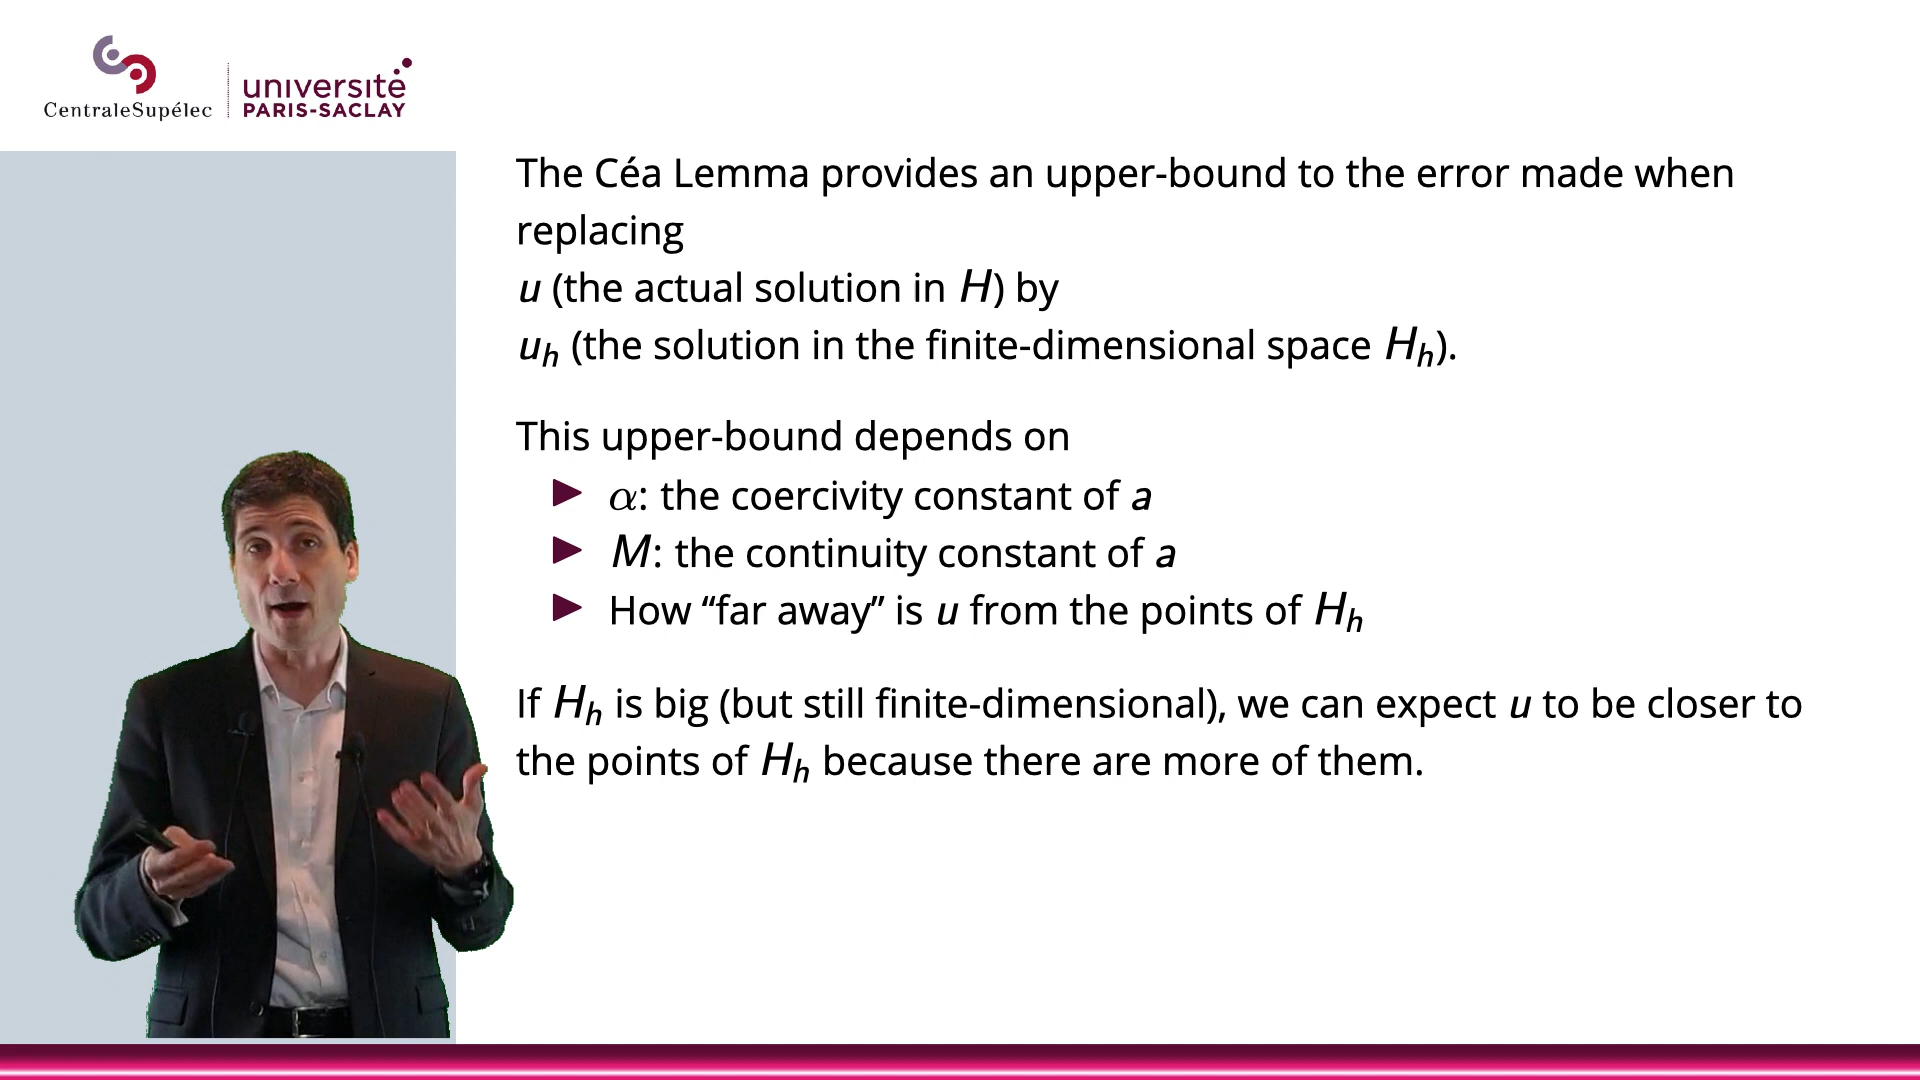 CentraleSupélec
université
PARIS-SACLAY
The Céa Lemma provides an upper-bound to the error made when
replacing
u (the actual solution in H) by
u_h (the solution in the finite-dimensional space H_h).
This upper-bound depends on
► α: the coercivity constant of a
► M: the continuity constant of a
► How “far away” is u from the points of H_h
If H_h is big (but still finite-dimensional), we can expect u to be closer to
the points of H_h because there are more of them.